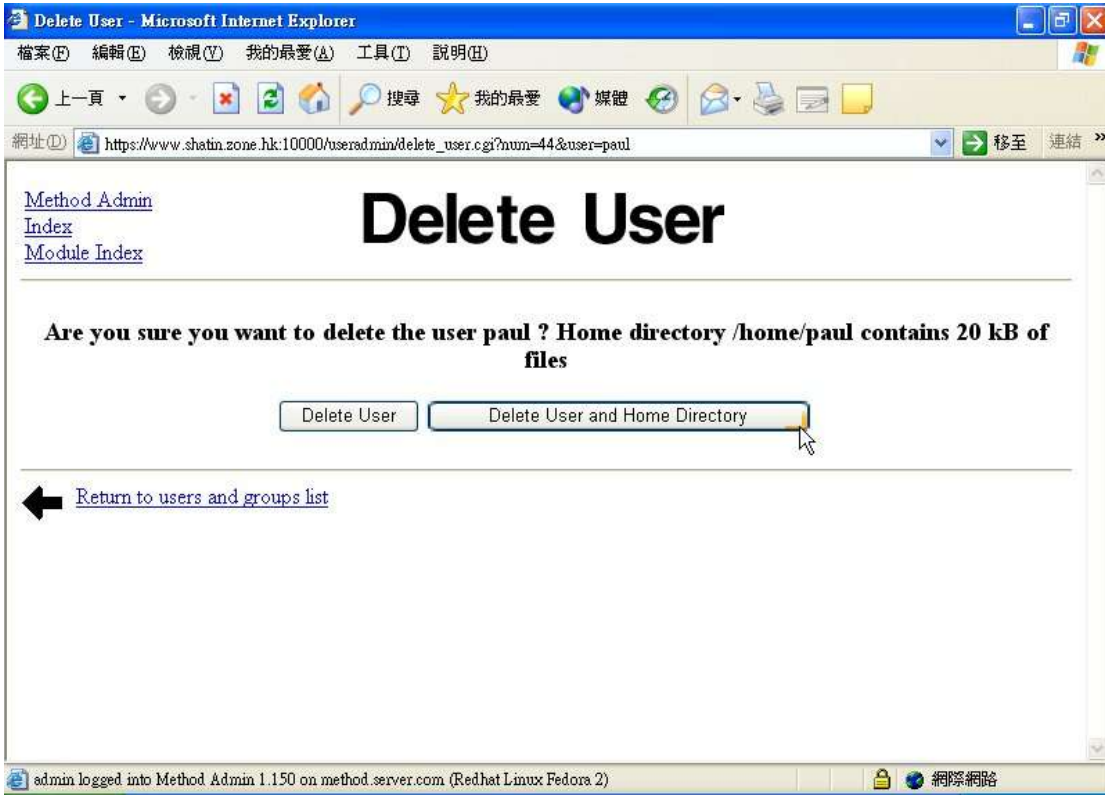 Delete User - Microsoft Internet Explorer
檔案(F) 編輯(E) 檢視(V) 我的最愛(A) 工具(T) 說明(H)
上一頁 搜尋 我的最愛 媒體
網址(D) https://www.shatin.zone.hk:10000/useradmin/delete_user.cgi?num=44&user=paul 移至 連結 »
Method Admin
Index
Module Index
Delete User
Are you sure you want to delete the user paul ? Home directory /home/paul contains 20 kB of
files
Delete User Delete User and Home Directory
Return to users and groups list
admin logged into Method Admin 1.150 on method.server.com (Redhat Linux Fedora 2) 網際網路